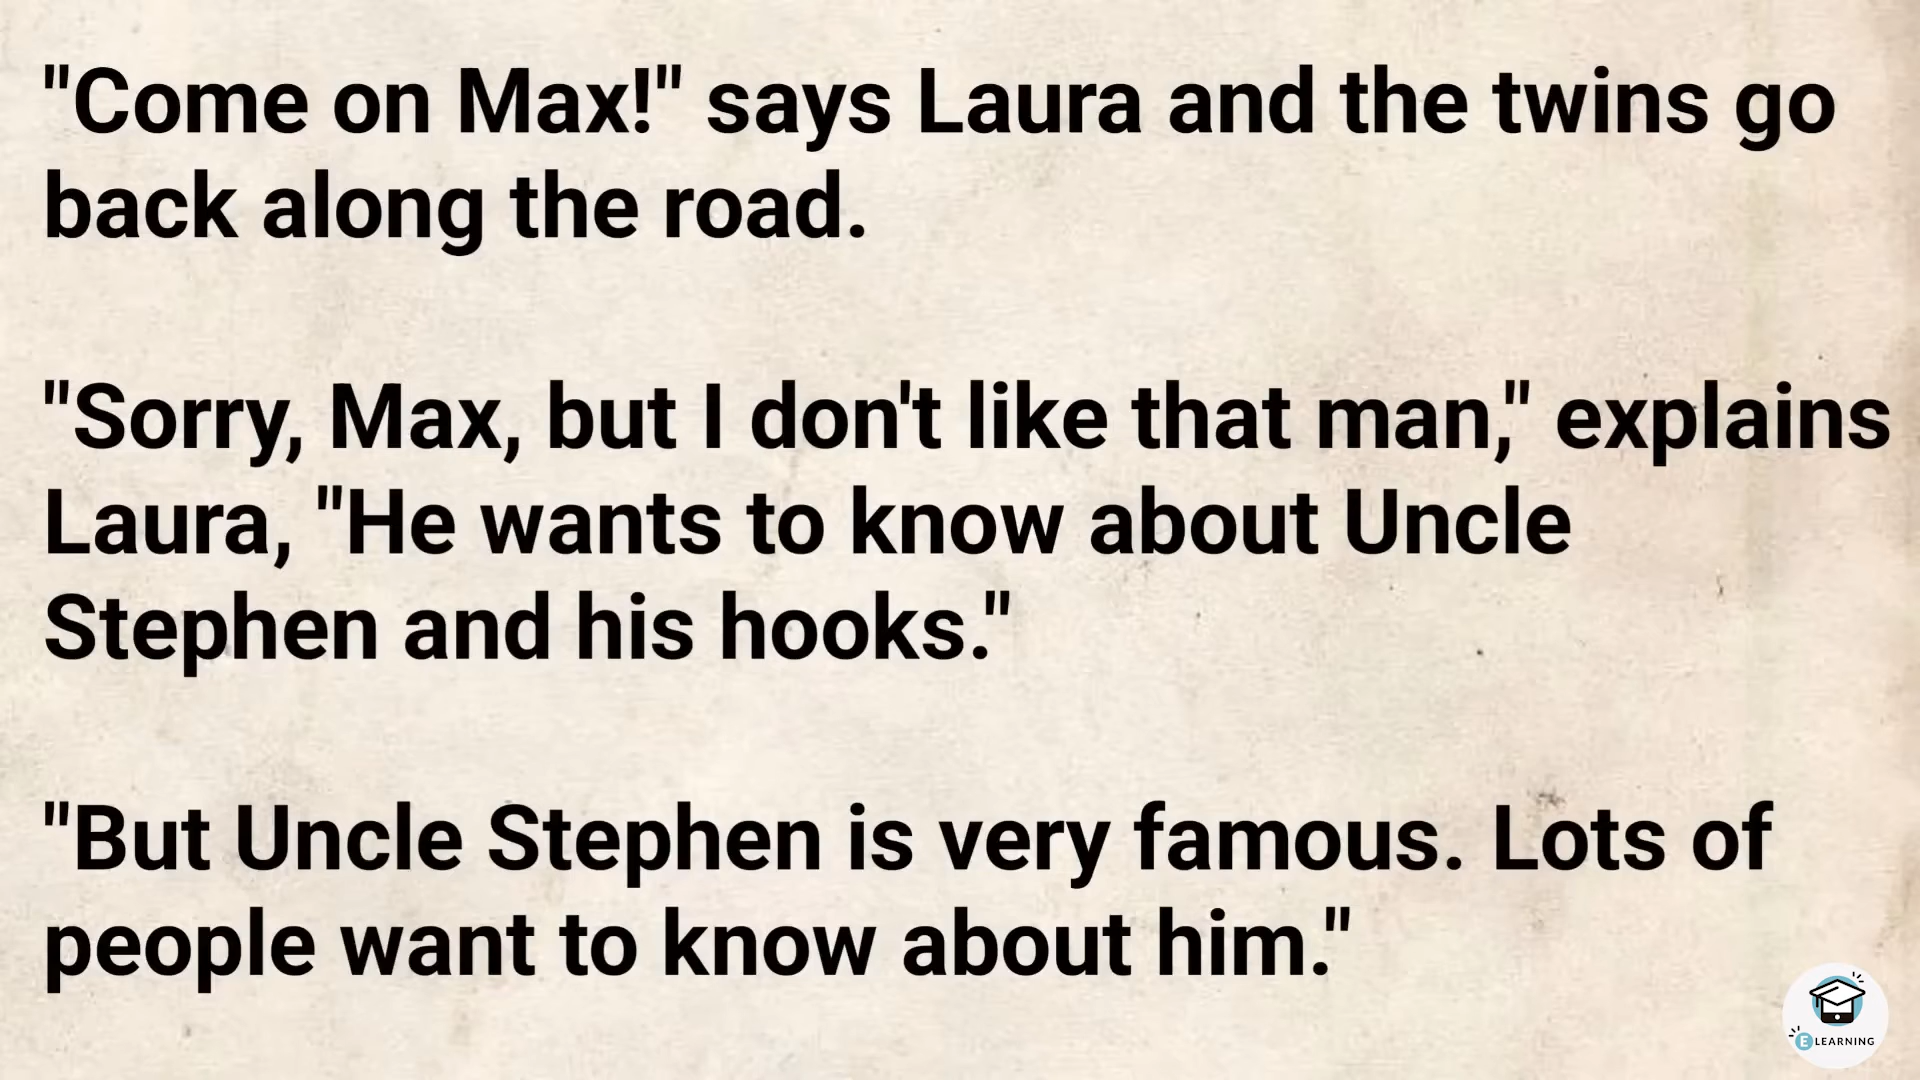 "Come on Max!" says Laura and the twins go
back along the road.
"Sorry, Max, but I don't like that man," explains
Laura, "He wants to know about Uncle
Stephen and his hooks."
"But Uncle Stephen is very famous. Lots of
people want to know about him."
E LEARNING